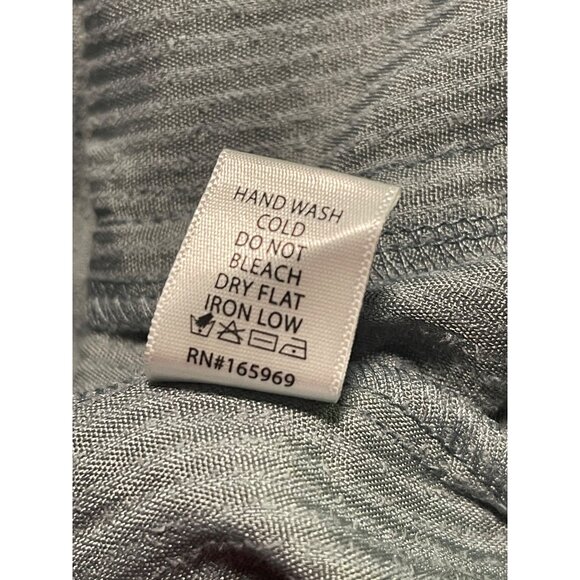 HAND WASH
COLD
DO NOT
BLEACH
DRY FLAT
IRON LOW
RN#165969